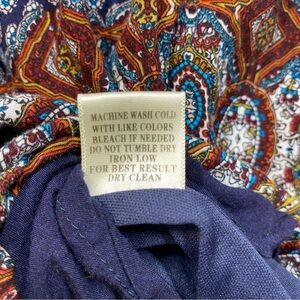 MACHINE WASH COLD
WITH LIKE COLORS
BLEACH IF NEEDED
DO NOT TUMBLE DRY
IRON LOW
FOR BEST RESULT
DRY CLEAN